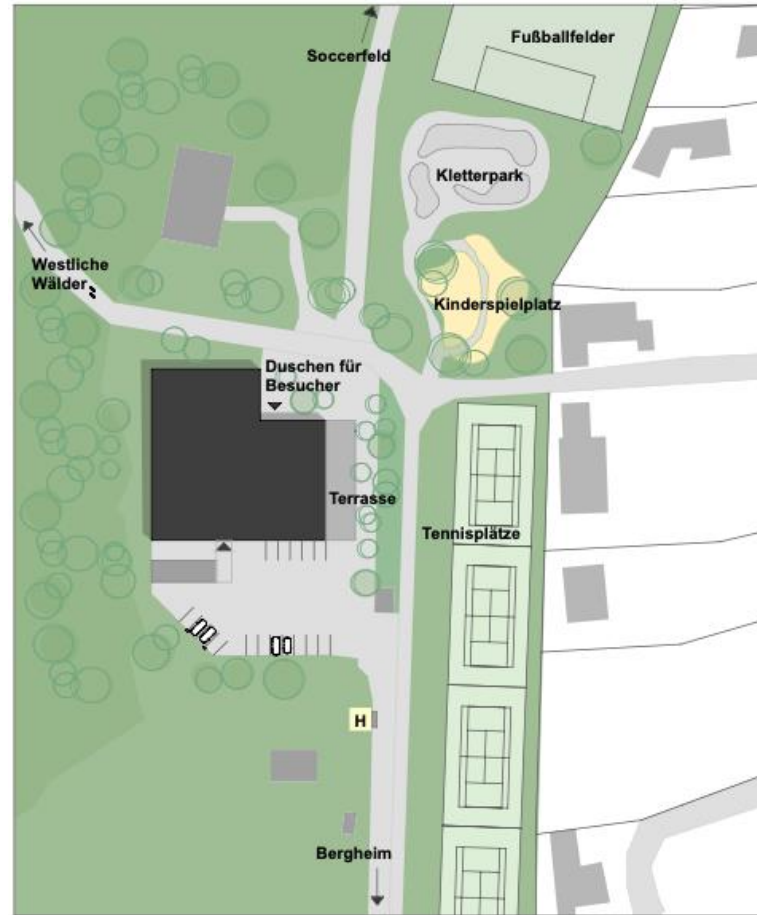 Fußballfelder
Soccerfeld
Kletterpark
Westliche
Wälder
Kinderspielplatz
Duschen für
Besucher
Terrasse
Tennisplätze
H
Bergheim